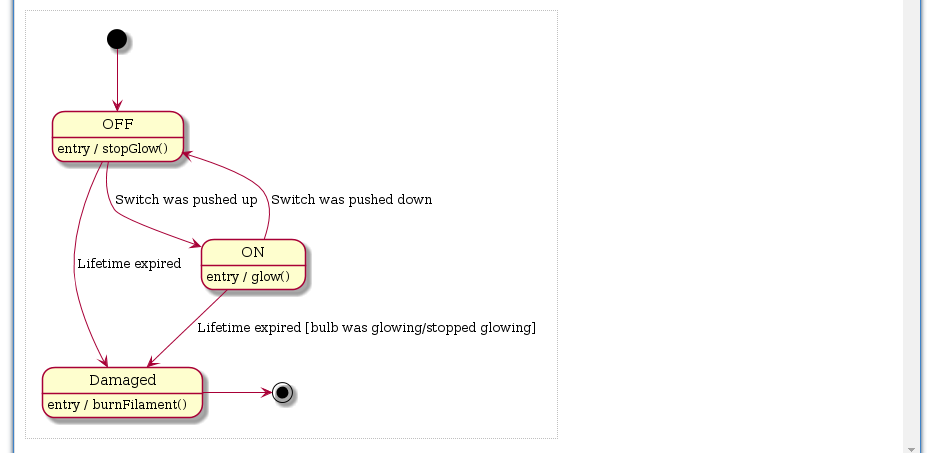 OFF
entry / stopGlow()
Switch was pushed up
Switch was pushed down
ON
entry / glow()
Lifetime expired
Lifetime expired [bulb was glowing/stopped glowing]
Damaged
entry / burnFilament()